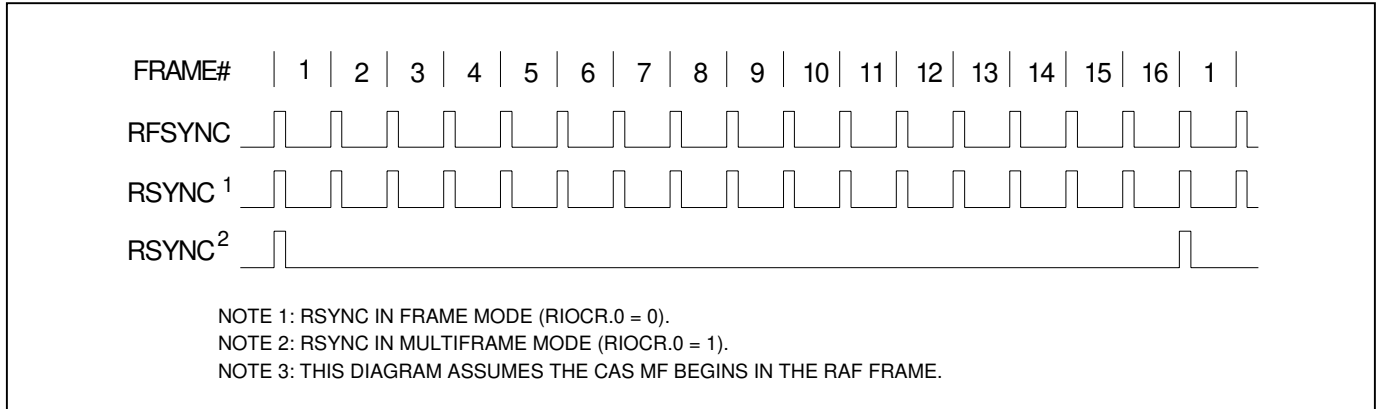 FRAME# 1 2 3 4 5 6 7 8 9 10 11 12 13 14 15 16 1
RFSYNC
RSYNC 1
RSYNC2
NOTE 1: RSYNC IN FRAME MODE (RIOCR.0 = 0).
NOTE 2: RSYNC IN MULTIFRAME MODE (RIOCR.0 = 1).
NOTE 3: THIS DIAGRAM ASSUMES THE CAS MF BEGINS IN THE RAF FRAME.